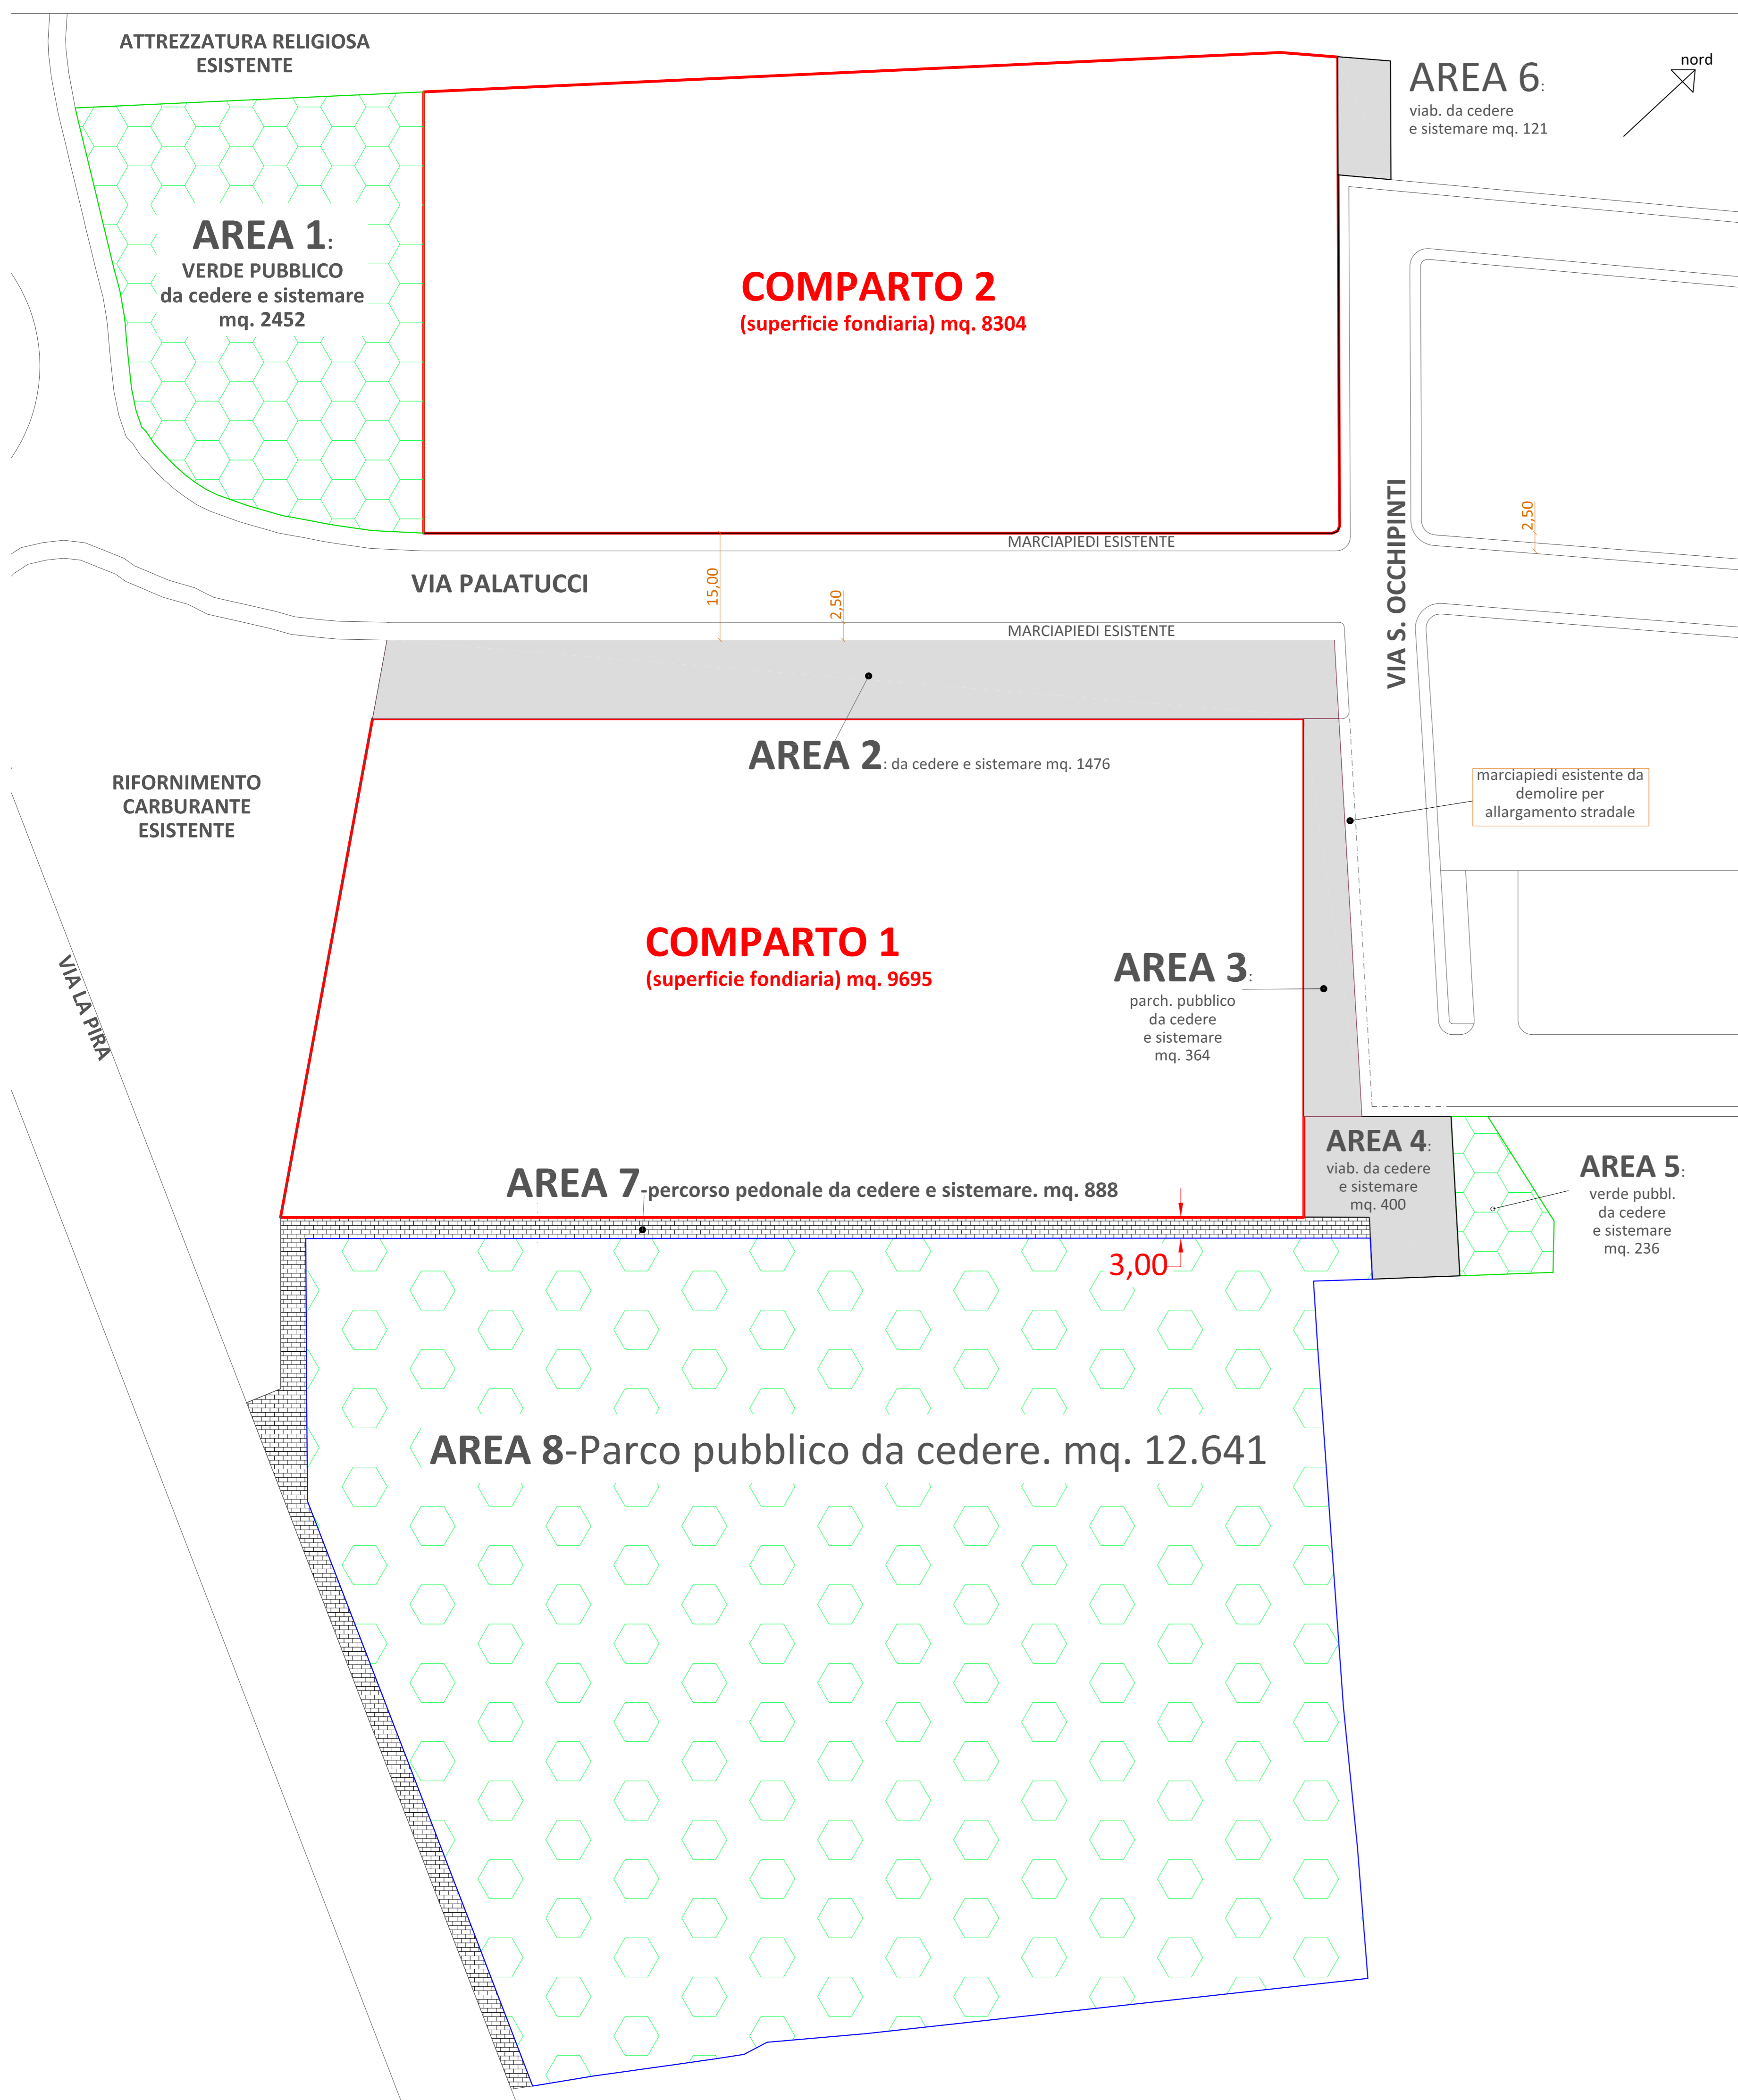 ATTREZZATURA RELIGIOSA
ESISTENTE
nord
AREA 6:
viab. da cedere
e sistemare mq. 121
AREA 1:
VERDE PUBBLICO
da cedere e sistemare
mq. 2452
COMPARTO 2
(superficie fondiaria) mq. 8304
VIA S. OCCHIPINTI
2,50
MARCIAPIEDI ESISTENTE
VIA PALATUCCI
15,00
2,50
MARCIAPIEDI ESISTENTE
AREA 2: da cedere e sistemare mq. 1476
RIFORNIMENTO
CARBURANTE
ESISTENTE
marciapiedi esistente da
demolire per
allargamento stradale
COMPARTO 1
(superficie fondiaria) mq. 9695
AREA 3:
parch. pubblico
da cedere
e sistemare
mq. 364
VIA LA PIRA
AREA 4:
viab. da cedere
e sistemare
mq. 400
AREA 5:
verde pubbl.
da cedere
e sistemare
mq. 236
AREA 7-percorso pedonale da cedere e sistemare. mq. 888
3,00
AREA 8-Parco pubblico da cedere. mq. 12.641